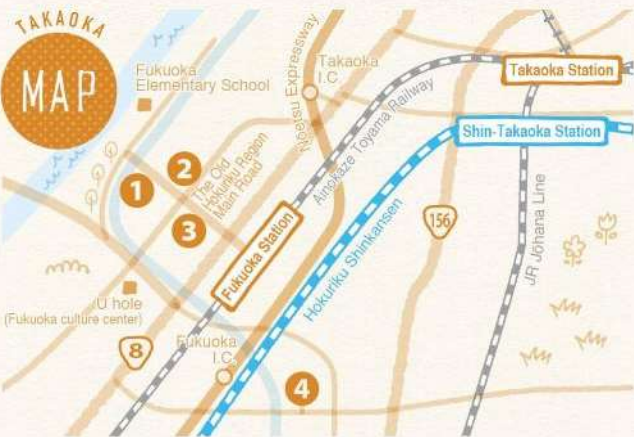 TAKAOKA
MAP
Fukuoka
Elementary School
Noetsu Expressway
Takaoka
I.C
Takaoka Station
Ainokaze Toyama Railway
Shin-Takaoka Station
1
2
The Old
Hokuriku Region
Main Road
3
Fukuoka Station
156
Hokuriku Shinkansen
JR Jōhana Line
U hole
(Fukuoka culture center)
8
Fukuoka
I.C.
4